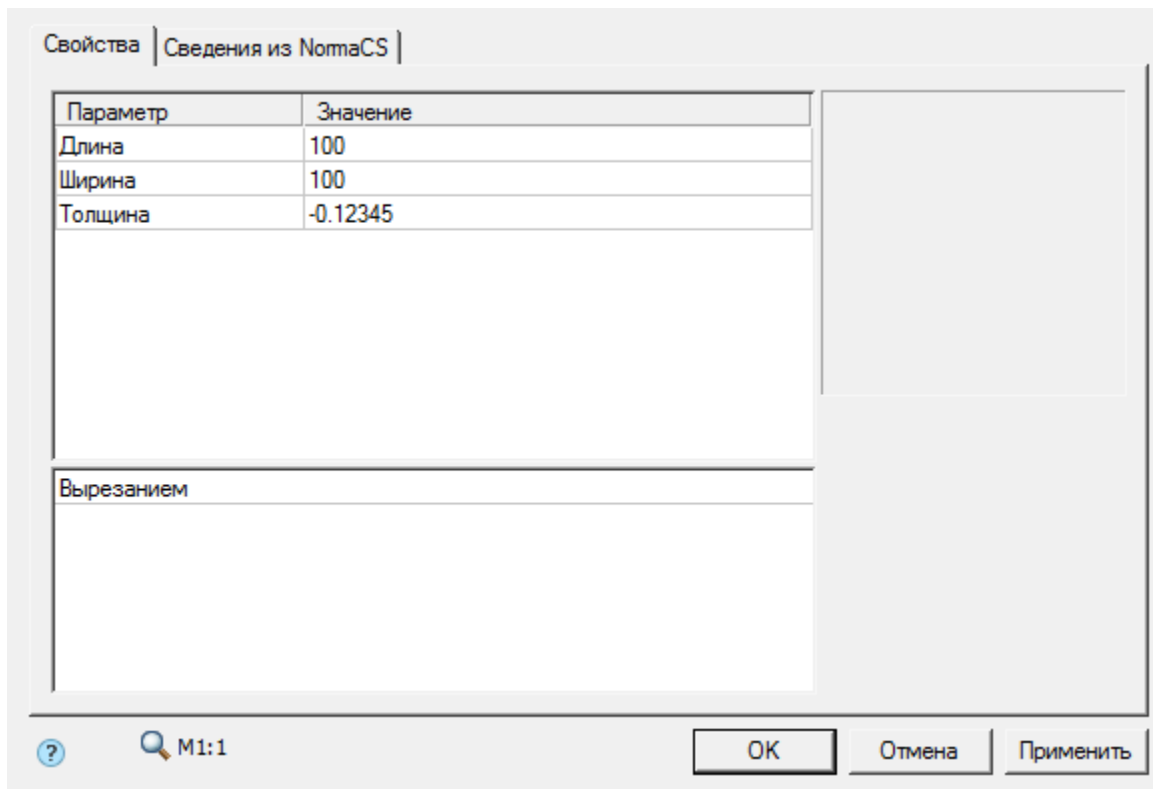 Свойства Сведения из NormaCS
Параметр Значение
Длина 100
Ширина 100
Толщина -0.12345
Вырезанием
? M1:1 OK Отмена Применить